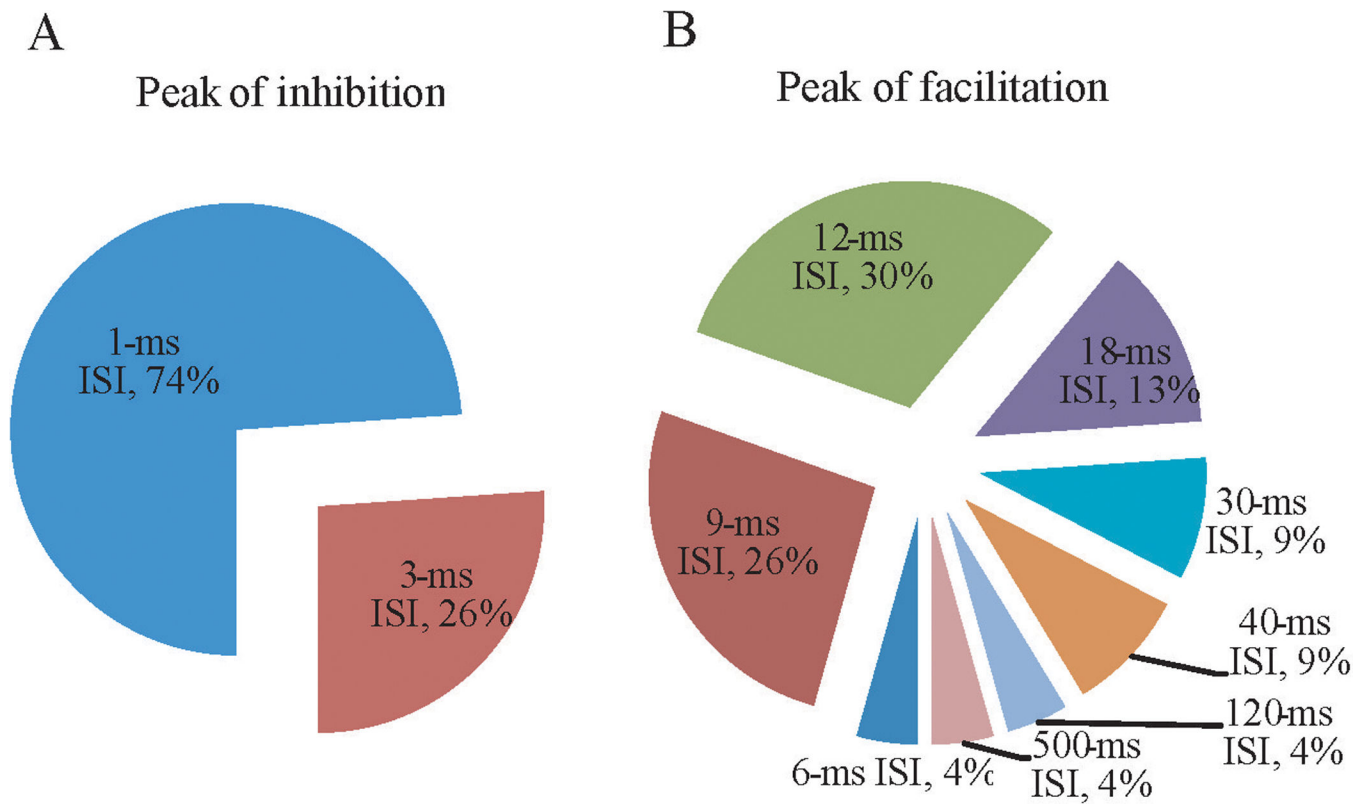 A
Peak of inhibition
1-ms
ISI, 74%
3-ms
ISI, 26%
B
Peak of facilitation
12-ms
ISI, 30%
18-ms
ISI, 13%
30-ms
ISI, 9%
40-ms
ISI, 9%
120-ms
ISI, 4%
500-ms
ISI, 4%
6-ms ISI, 4%
9-ms
ISI, 26%